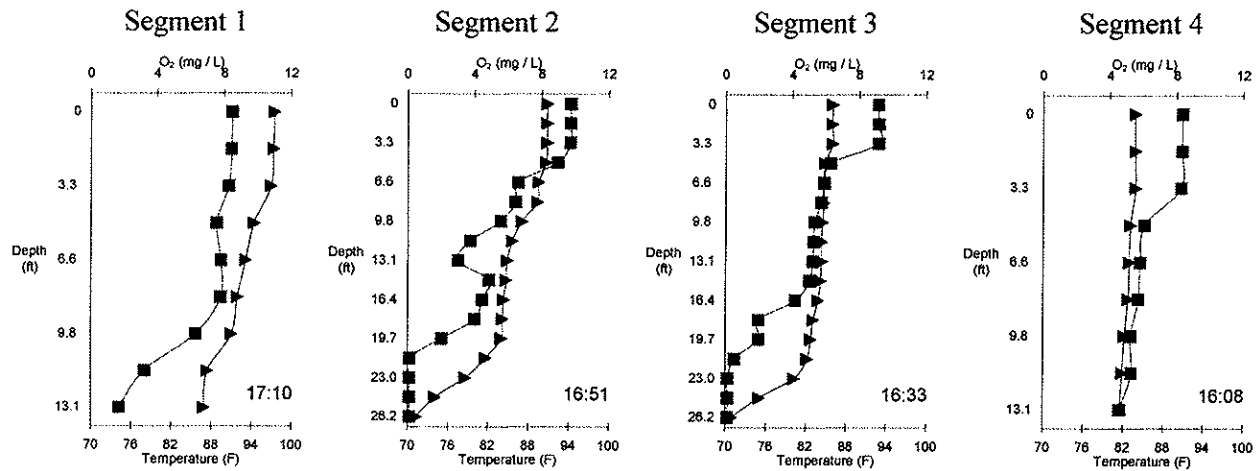 Segment 1
O₂ (mg / L)
0 4 8 12
0
3.3
Depth
(ft)
6.6
9.8
13.1
17:10
70 76 82 88 94 100
Temperature (F)
Segment 2
O₂ (mg / L)
0 4 8 12
0
3.3
6.6
9.8
Depth
(ft)
13.1
16.4
19.7
23.0
26.2
16:51
70 76 82 88 94 100
Temperature (F)
Segment 3
O₂ (mg / L)
0 4 8 12
0
3.3
6.6
9.8
Depth
(ft)
13.1
16.4
19.7
23.0
26.2
16:33
70 76 82 88 94 100
Temperature (F)
Segment 4
O₂ (mg / L)
0 4 8 12
0
3.3
Depth
(ft)
6.6
9.8
13.1
16:08
70 76 82 88 94 100
Temperature (F)